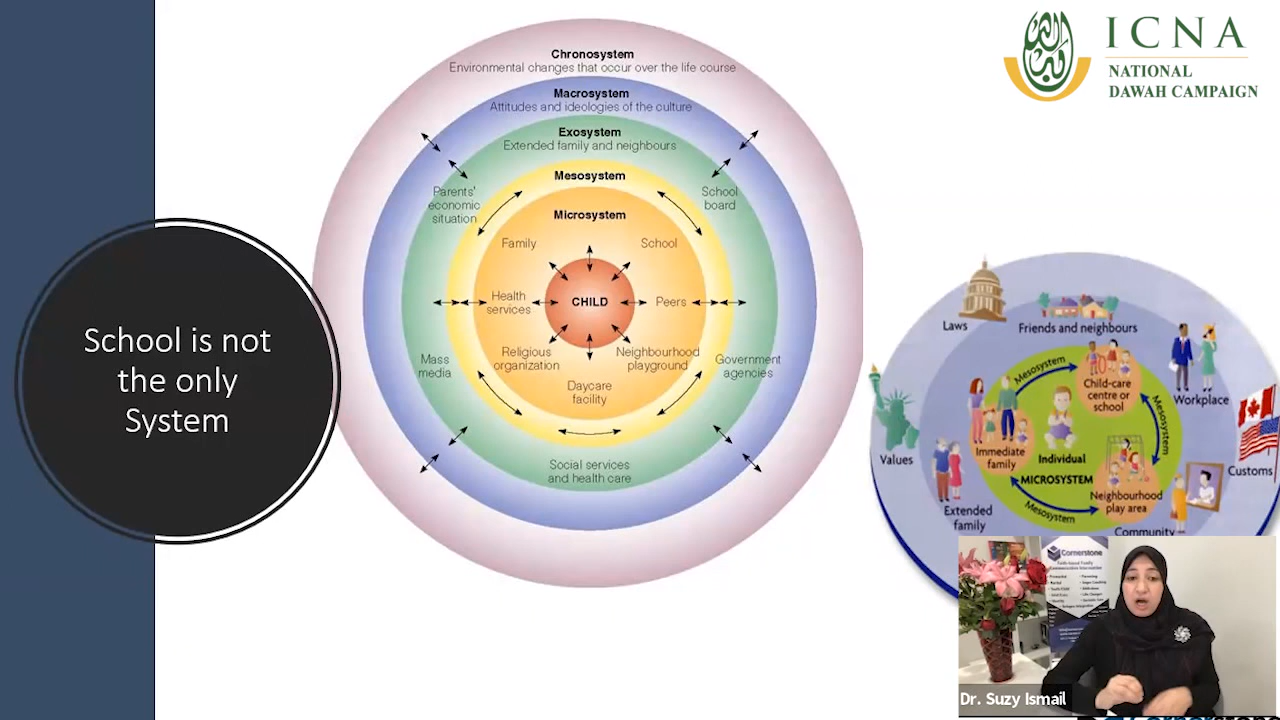 School is not
the only
System
Chronosystem
Environmental changes that occur over the life course
Macrosystem
Attitudes and ideologies of the culture
Exosystem
Extended family and neighbours
Mesosystem
Microsystem
Parents'
economic
situation
School
board
Family
School
Health
services
CHILD
Peers
Religious
organization
Neighbourhood
playground
Daycare
facility
Mass
media
Government
agencies
Social services
and health care
ICNA
NATIONAL
DAWAH CAMPAIGN
Laws
Friends and neighbours
Workplace
Values
Customs
Mesosystem
Child-care
centre or
school
Mesosystem
Immediate
family
Individual
MICROSYSTEM
Neighbourhood
play area
Mesosystem
Extended
family
Community
Cornerstone
Dr. Suzy Ismail